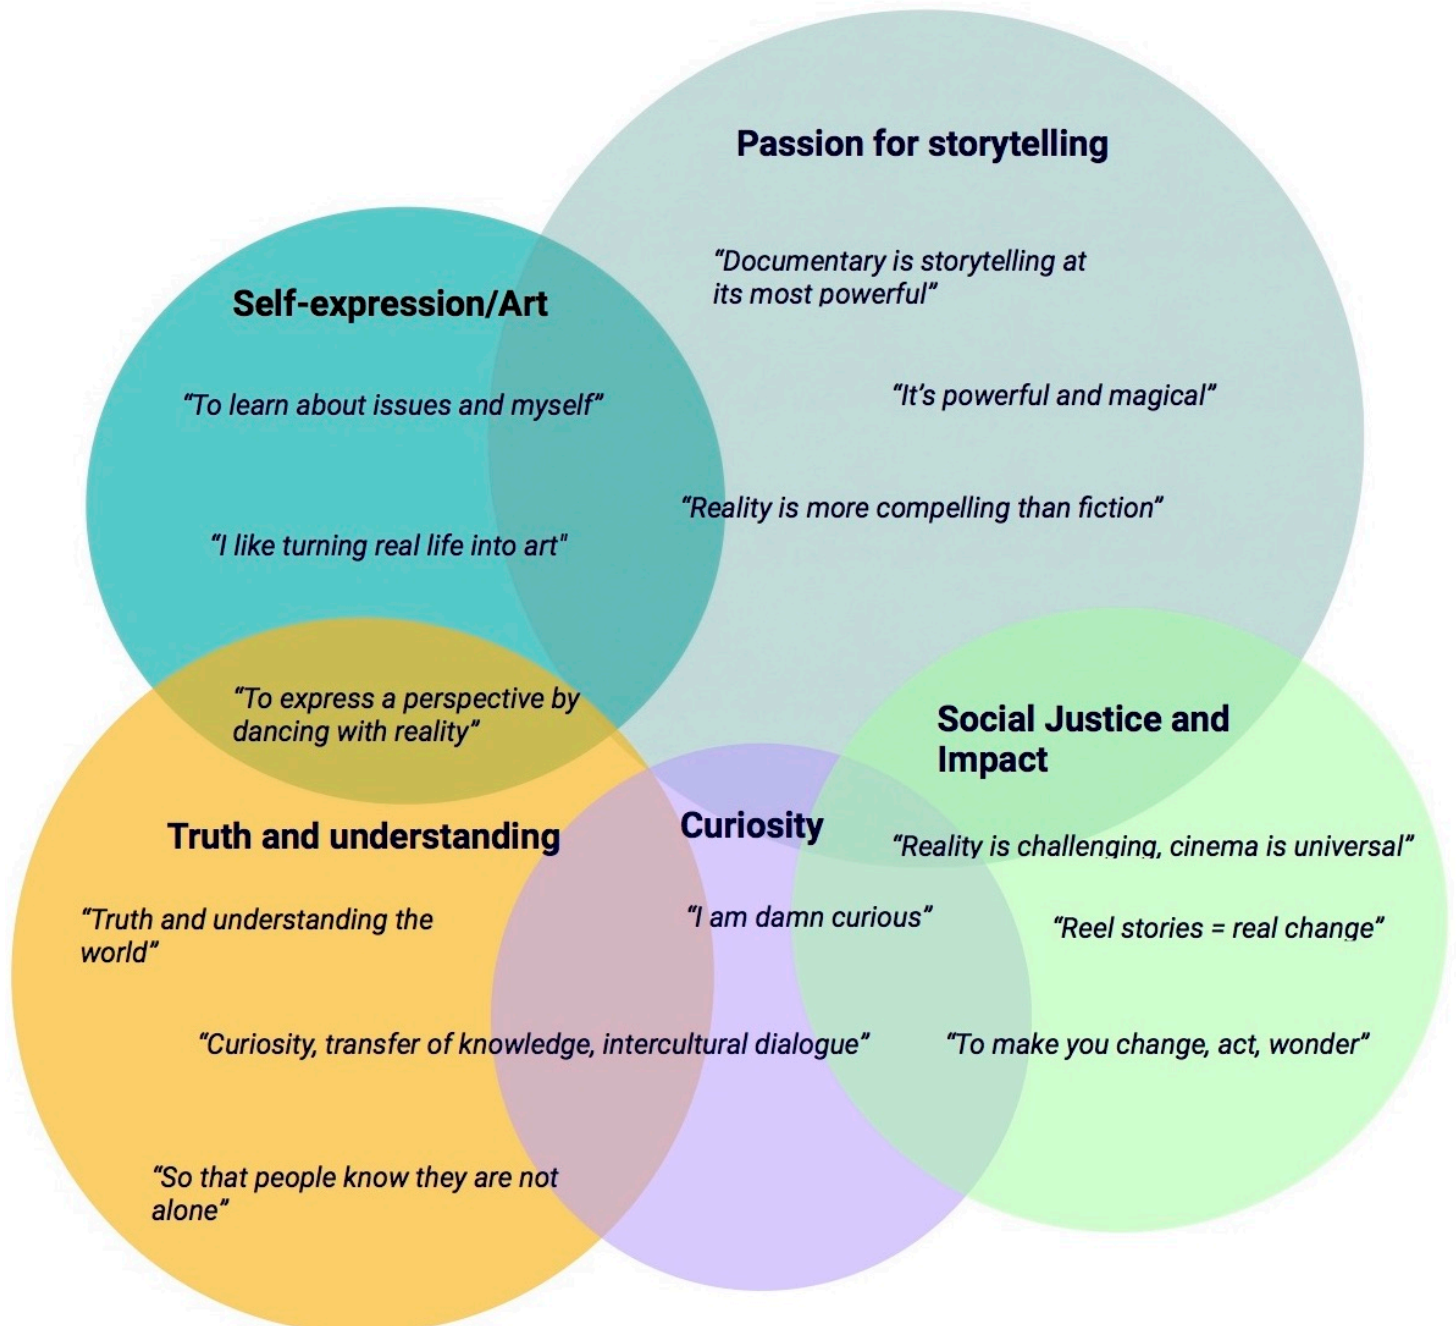 Passion for storytelling
“Documentary is storytelling at
its most powerful”
“It’s powerful and magical”
“Reality is more compelling than fiction”
Self-expression/Art
“To learn about issues and myself”
“I like turning real life into art"
“To express a perspective by
dancing with reality”
Truth and understanding
“Truth and understanding the
world”
“Curiosity, transfer of knowledge, intercultural dialogue”
“So that people know they are not
alone”
Curiosity
“I am damn curious”
Social Justice and
Impact
“Reality is challenging, cinema is universal”
“Reel stories = real change”
“To make you change, act, wonder”